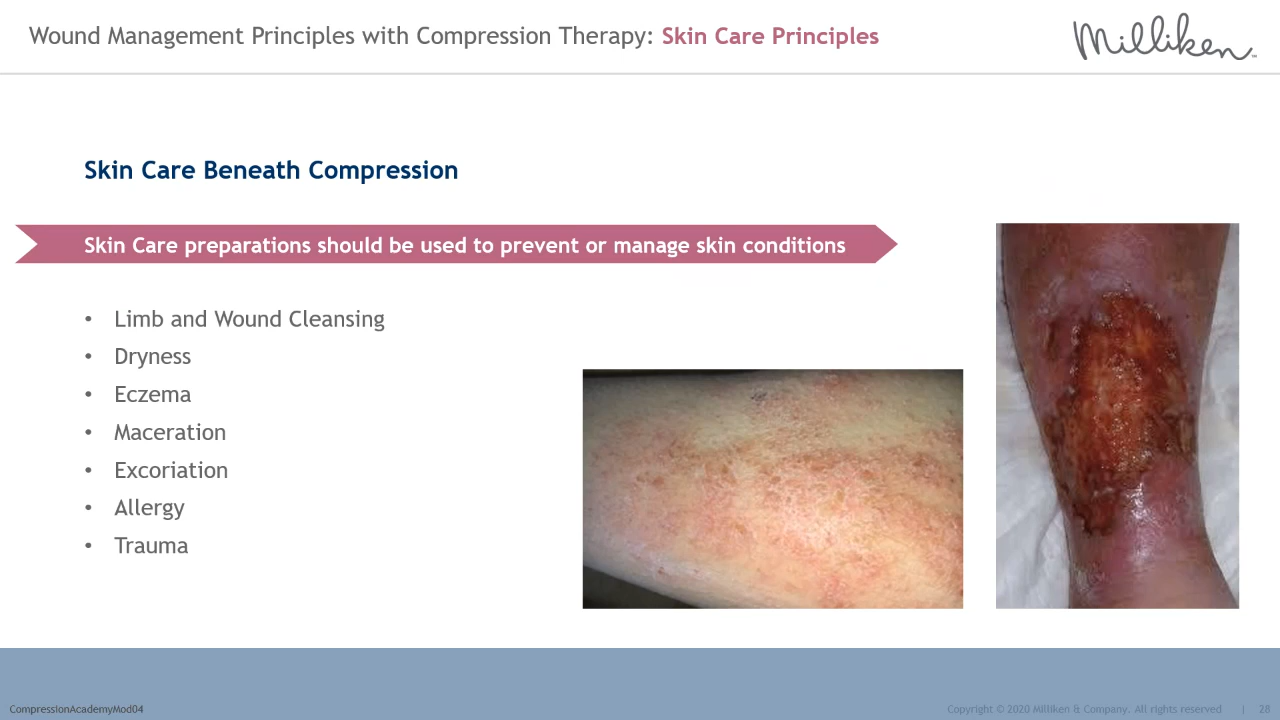 Wound Management Principles with Compression Therapy: Skin Care Principles
Milliken™
Skin Care Beneath Compression
Skin Care preparations should be used to prevent or manage skin conditions
• Limb and Wound Cleansing
• Dryness
• Eczema
• Maceration
• Excoriation
• Allergy
• Trauma
CompressionAcademyMod04
Copyright © 2020 Milliken & Company. All rights reserved | 28